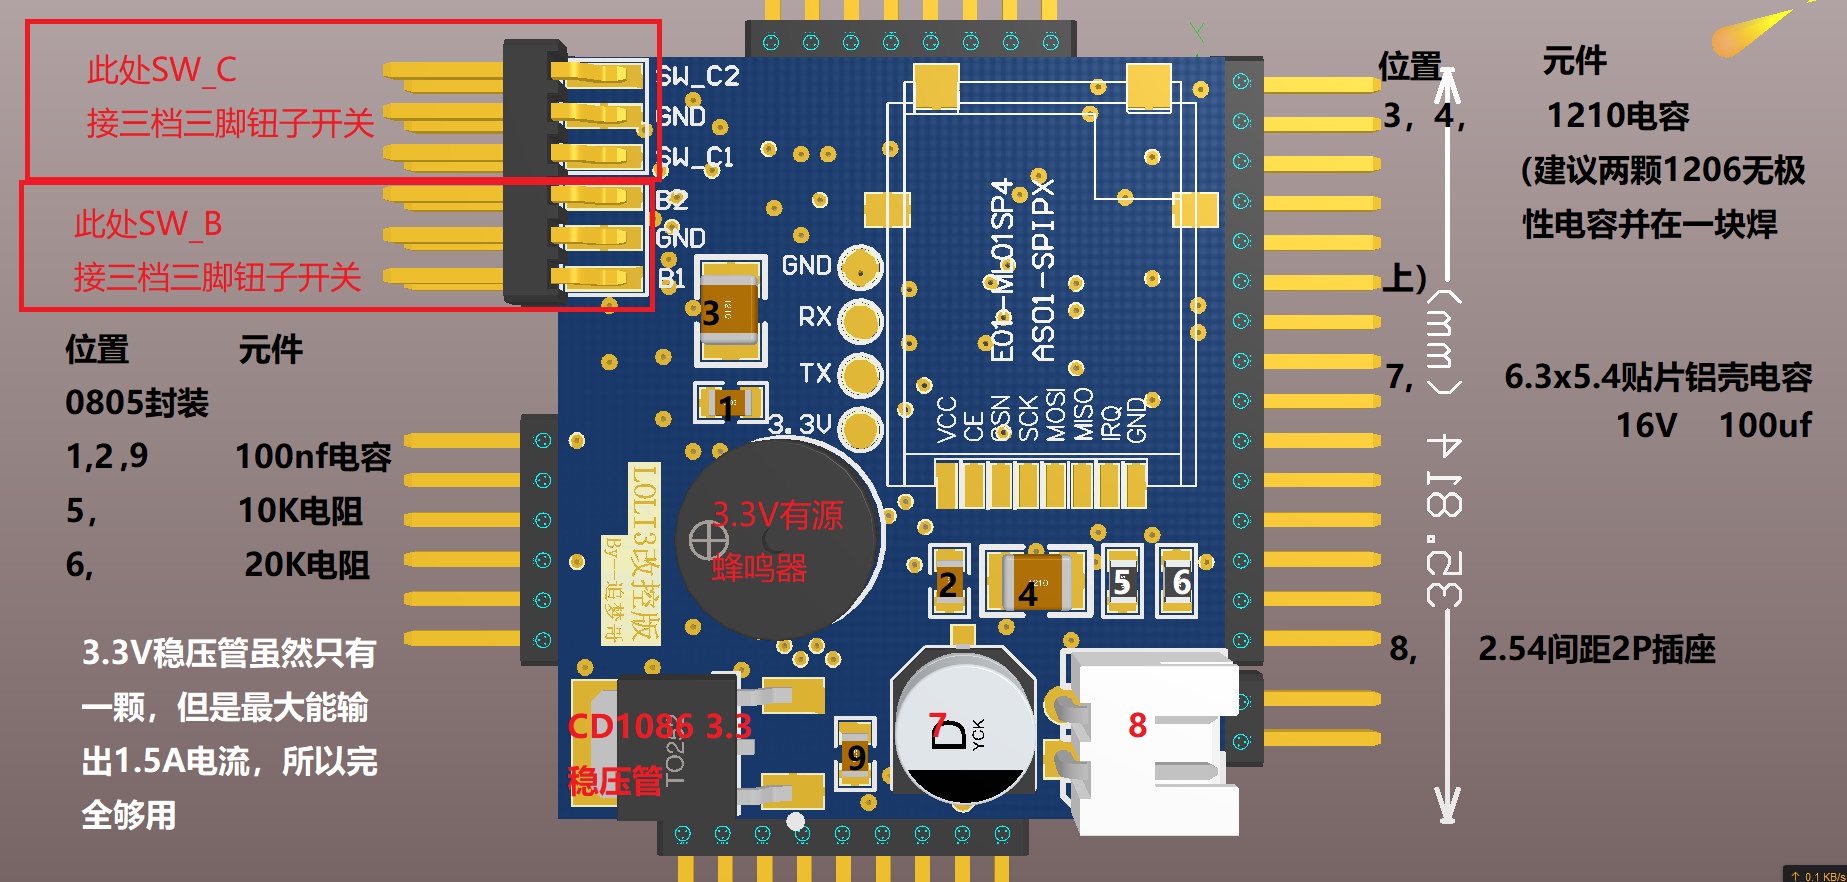 此处SW_C
接三档三脚钮子开关
此处SW_B
接三档三脚钮子开关
位置 元件
0805封装
1,2 ,9 100nf电容
5， 10K电阻
6， 20K电阻
3.3V稳压管虽然只有
一颗，但是最大能输
出1.5A电流，所以完
全够用
SW_C2
GND
SW_C1
B2
GND
B1
3
1
GND
RX
TX
3.3V
E01-ML01SP4
AS01-SPIPX
VCC
CE
CSN
SCK
MOSI
MISO
IRQ
GND
LOLI3改控版
By一追梦哥
3.3V有源
蜂鸣器
2
1210
4
5
6
CD1086 3.3
稳压管
TO252
9
7
D
YCK
8
位置 元件
3，4， 1210电容
(建议两颗1206无极
性电容并在一块焊
上）
7， 6.3x5.4贴片铝壳电容
16V 100uf
8， 2.54间距2P插座
418.53 (mm)
Y
↑ 0.1 KB/s